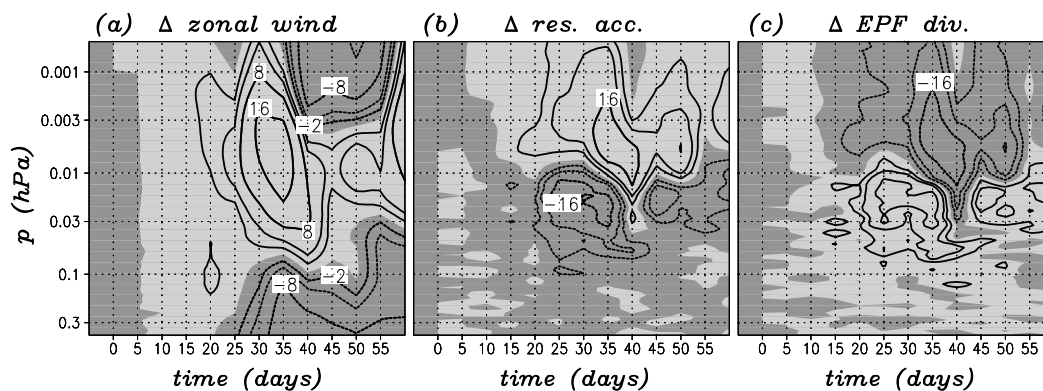 (a) Δ zonal wind
(b) Δ res. acc.
(c) Δ EPF div.
p (hPa)
0.001
0.003
0.01
0.03
0.1
0.3
8
16
-8
-2
8
-2
-8
16
-16
-16
0 5 10 15 20 25 30 35 40 45 50 55
0 5 10 15 20 25 30 35 40 45 50 55
0 5 10 15 20 25 30 35 40 45 50 55
time (days)
time (days)
time (days)